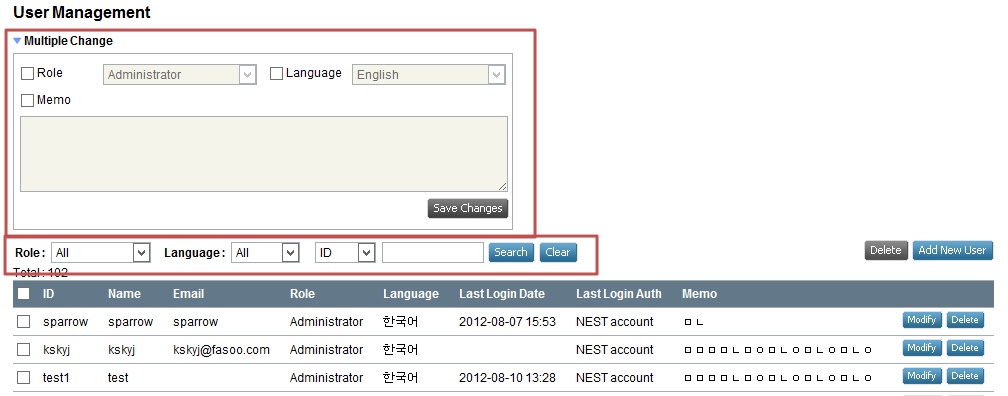 User Management
Multiple Change
Role Administrator Language English
Memo
Save Changes
Role : All Language : All ID Search Clear Delete Add New User
Total : 102
ID Name Email Role Language Last Login Date Last Login Auth Memo
sparrow sparrow sparrow Administrator 한국어 2012-08-07 15:53 NEST account ㅁㄴ Modify Delete
kskyj kskyj kskyj@fasoo.com Administrator 한국어 NEST account ㅁㅁㅁㅁㄴㅁㅇㄴㅇㄴㅁㄴㅇ Modify Delete
test1 test Administrator 한국어 2012-08-10 13:28 NEST account ㅁㅁㅁㅁㄴㅁㅇㄴㅇㄴㅁㄴㅇ Modify Delete